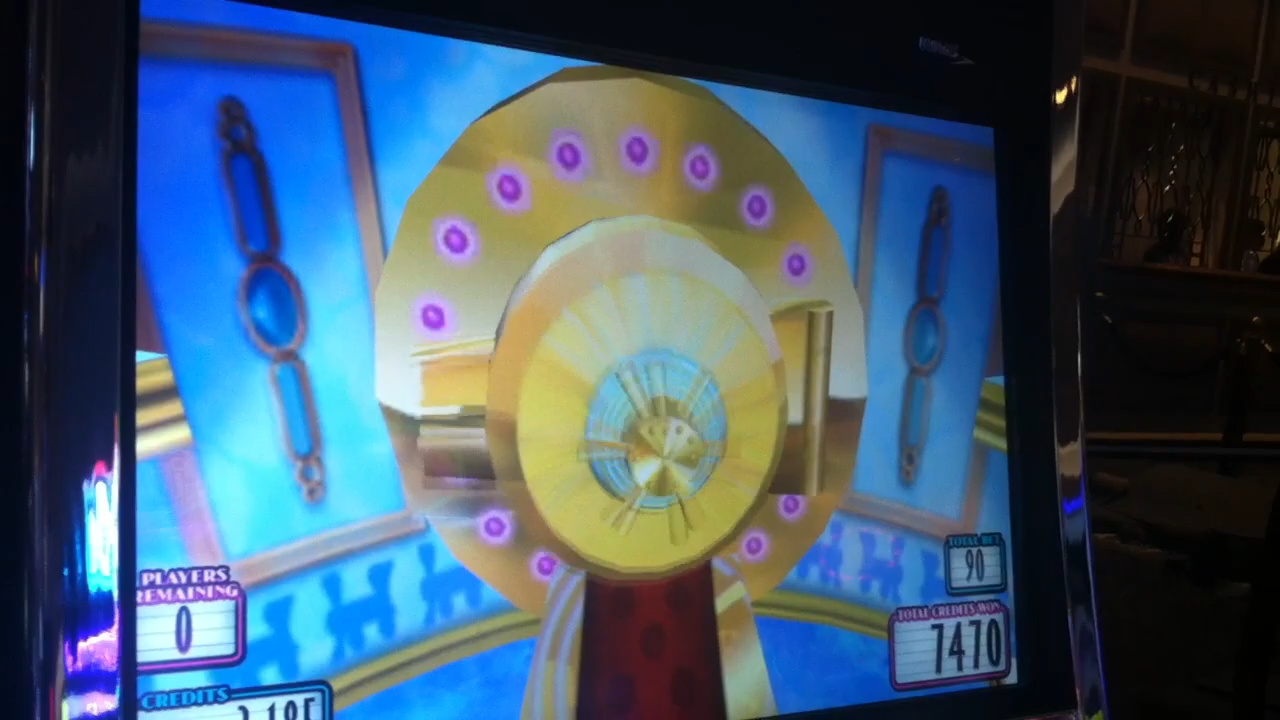 PLAYERS
REMAINING
0
CREDITS
TOTAL BET
90
TOTAL CREDITS WON
7470